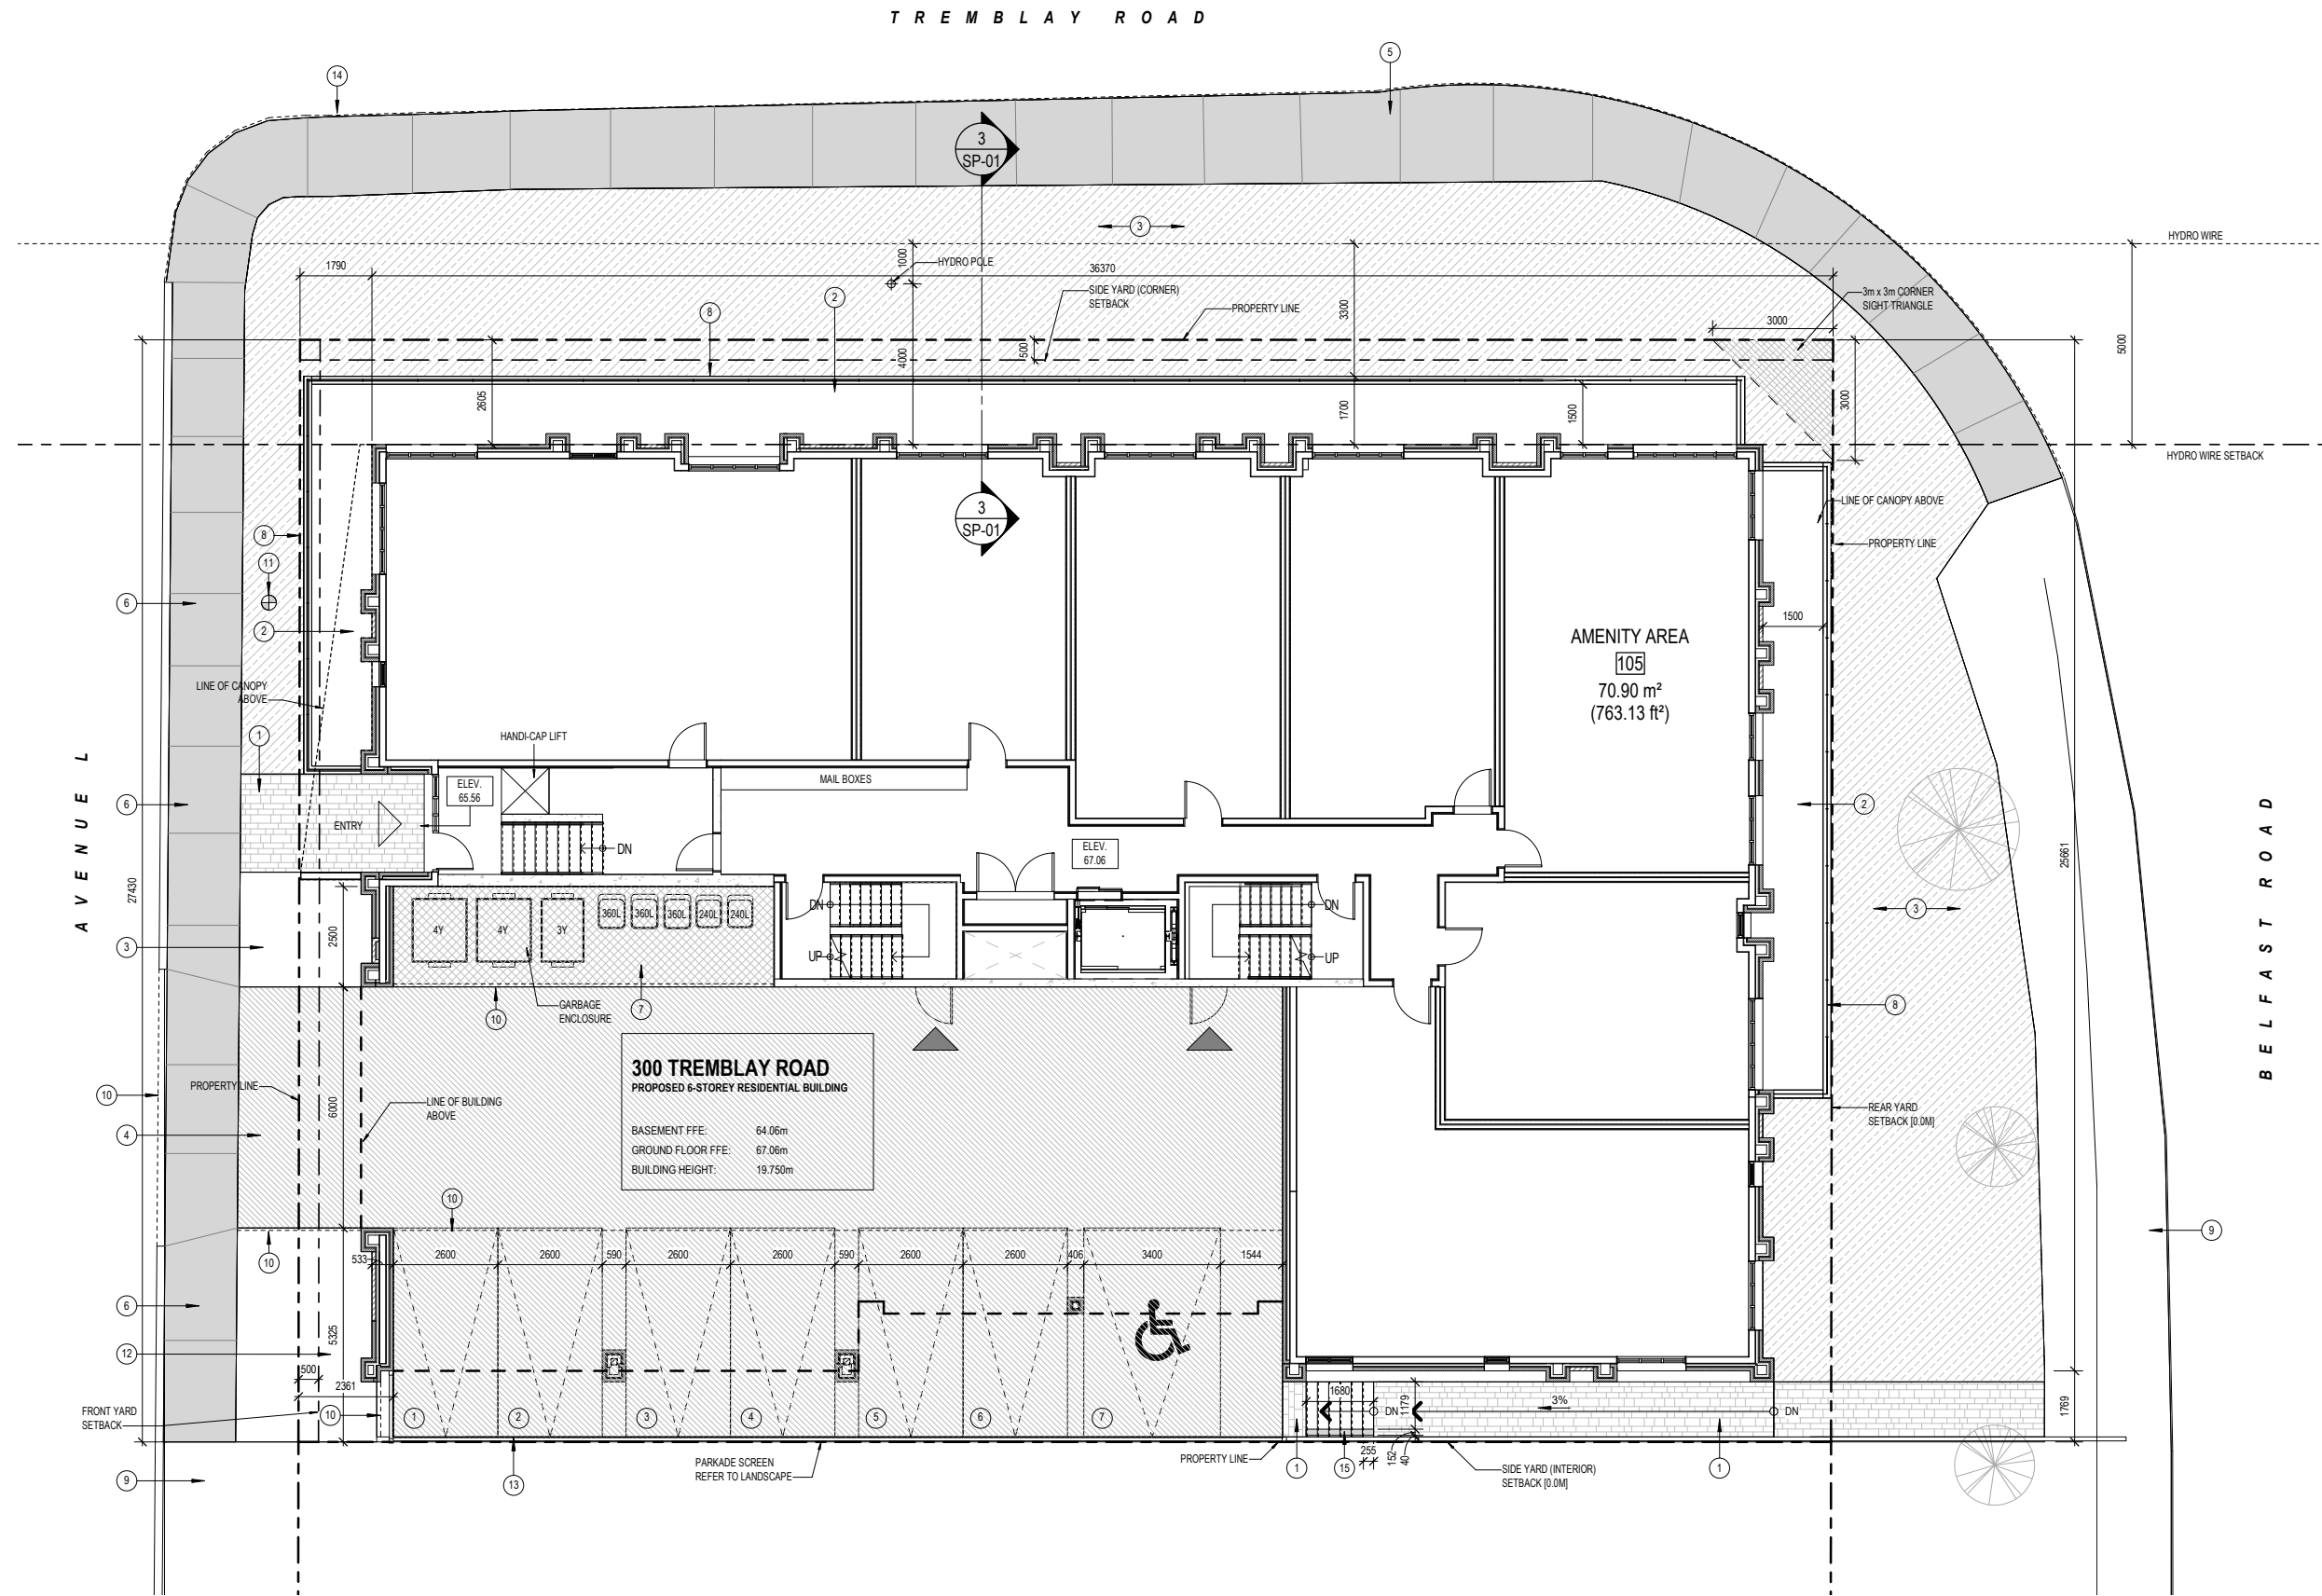 TREMBLAY ROAD
5
14
3
SP-01
3
HYDRO WIRE
1790
1000
HYDRO POLE
36370
SIDE YARD (CORNER)
SETBACK
2
8
PROPERTY LINE
3300
3m x 3m CORNER
SIGHT TRIANGLE
3000
5000
4000
500
2605
1700
1500
3000
HYDRO WIRE SETBACK
LINE OF CANOPY ABOVE
PROPERTY LINE
3
SP-01
8
11
6
2
1500
AMENITY AREA
105
70.90 m²
(763.13 ft²)
LINE OF CANOPY
ABOVE
1
HANDI-CAP LIFT
MAIL BOXES
ELEV.
65.56
ENTRY
DN
ELEV.
67.06
6
2
AVENUE L
27430
25661
BELFAST ROAD
3
2500
4Y
4Y
3Y
360L
360L
360L
240L
240L
DN
UP
DN
UP
3
8
10
GARBAGE
ENCLOSURE
7
300 TREMBLAY ROAD
PROPOSED 6-STOREY RESIDENTIAL BUILDING
BASEMENT FFE: 64.06m
GROUND FLOOR FFE: 67.06m
BUILDING HEIGHT: 19.750m
PROPERTY LINE
10
LINE OF BUILDING
ABOVE
6000
4
REAR YARD
SETBACK [0.0M]
10
9
10
533
2600
2600
590
2600
2600
590
2600
2600
406
3400
1544
6
5325
12
500
2361
FRONT YARD
SETBACK
10
1
2
3
4
5
6
7
1680
1179
DN
3%
DN
1769
9
13
PARKADE SCREEN
REFER TO LANDSCAPE
PROPERTY LINE
1
15
255
152
40
SIDE YARD (INTERIOR)
SETBACK [0.0M]
1